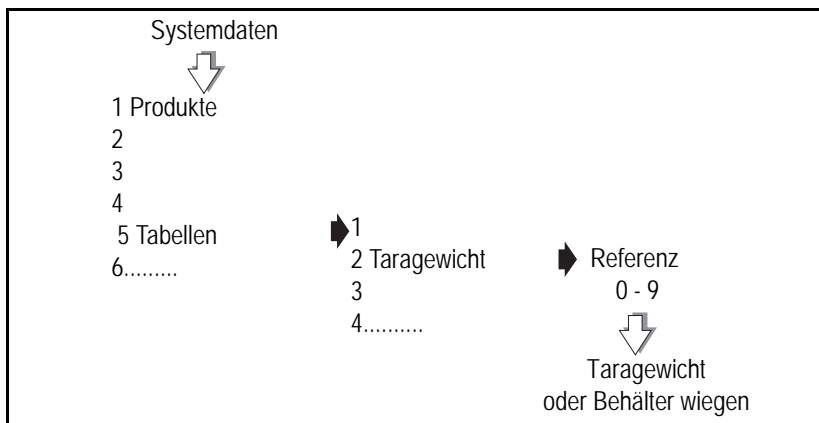 Systemdaten
1 Produkte
2
3
4
5 Tabellen
6.........
1
2 Taragewicht
3
4..........
Referenz
0 - 9
Taragewicht
oder Behälter wiegen